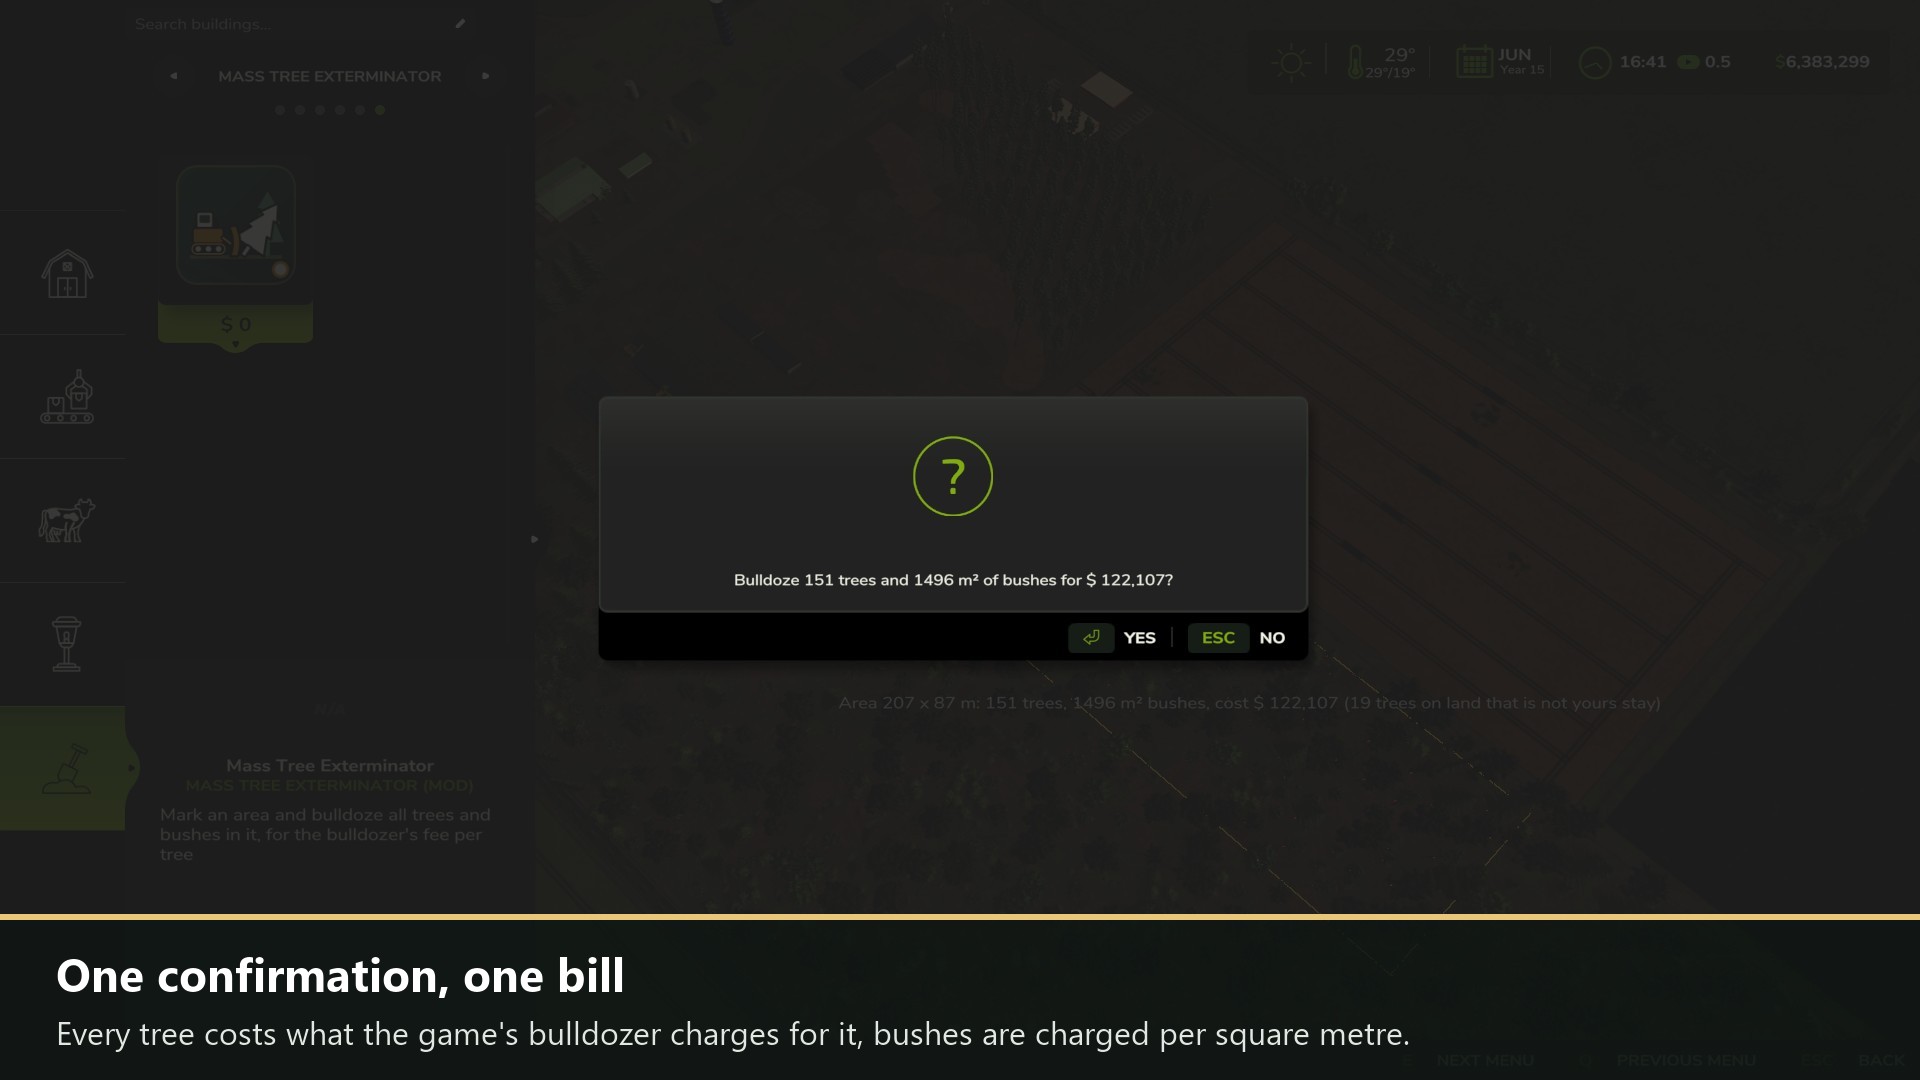 Search buildings...
MASS TREE EXTERMINATOR
29°
29°/19°
JUN
Year 15
16:41
0.5
$6,383,299
$ 0
?
Bulldoze 151 trees and 1496 m² of bushes for $ 122,107?
YES
ESC
NO
Area 207 x 87 m: 151 trees, 1496 m² bushes, cost $ 122,107 (19 trees on land that is not yours stay)
Mass Tree Exterminator
MASS TREE EXTERMINATOR (MOD)
Mark an area and bulldoze all trees and
bushes in it, for the bulldozer's fee per
tree
One confirmation, one bill
Every tree costs what the game's bulldozer charges for it, bushes are charged per square metre.
NEXT MENU
PREVIOUS MENU
ESC
BACK